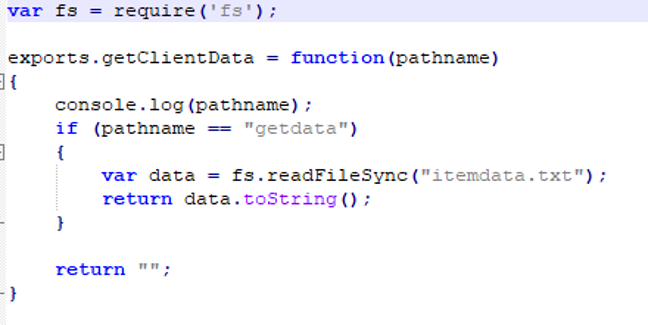 var fs = require('fs');
exports.getClientData = function(pathname)
{
console.log(pathname);
if (pathname == "getdata")
{
var data = fs.readFileSync("itemdata.txt");
return data.toString();
}
return "";
}